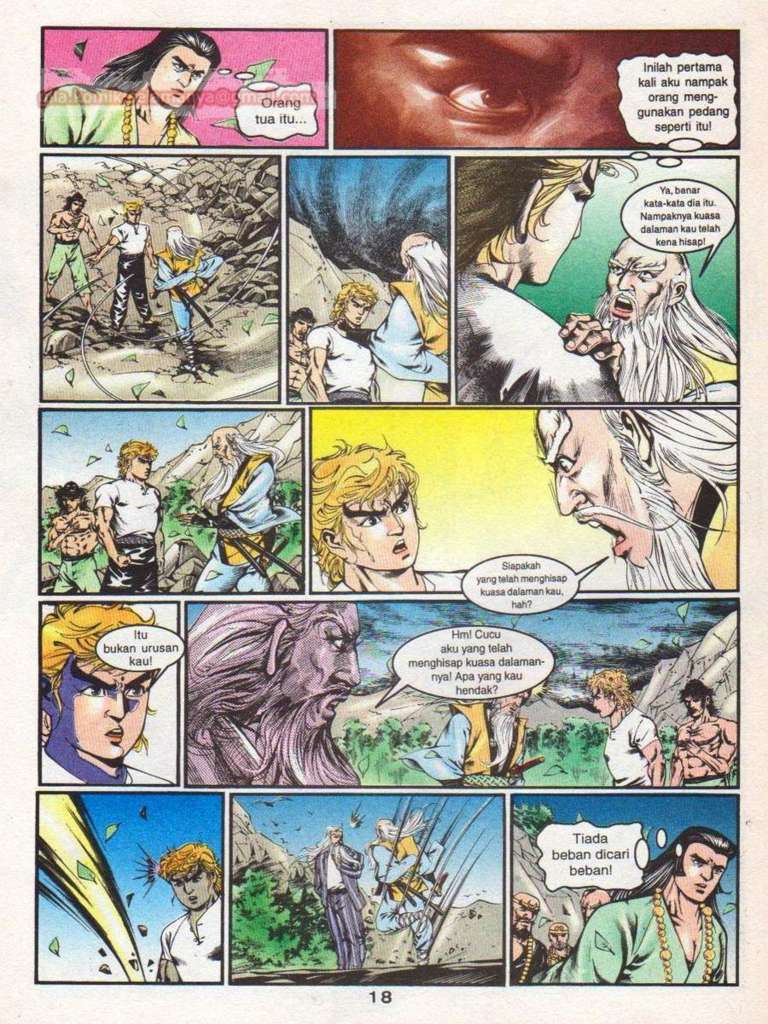 Orang
tua itu...
Inilah pertama
kali aku nampak
orang meng-
gunakan pedang
seperti itu!
Ya, benar
kata-kata dia itu.
Nampaknya kuasa
dalaman kau telah
kena hisap!
Siapakah
yang telah menghisap
kuasa dalaman kau,
hah?
Itu
bukan urusan
kau!
Hm! Cucu
aku yang telah
menghisap kuasa dalaman-
nya! Apa yang kau
hendak?
Tiada
beban dicari
beban!
18